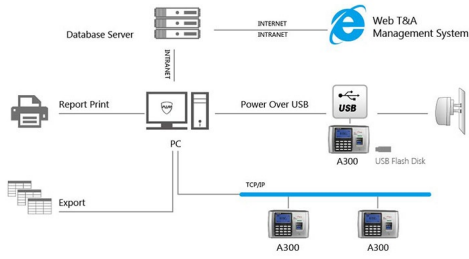 Database Server
INTERNET
INTRANET
Web T&A
Management System
INTRANET
Report Print
Power Over USB
USB
PC
A300
USB Flash Disk
Export
TCP/IP
A300
A300